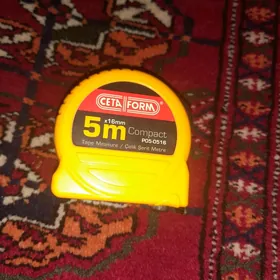 CETA FORM
x16mm
5m Compact
P05-0516
Tape Measure / Çelik Şerit Metre